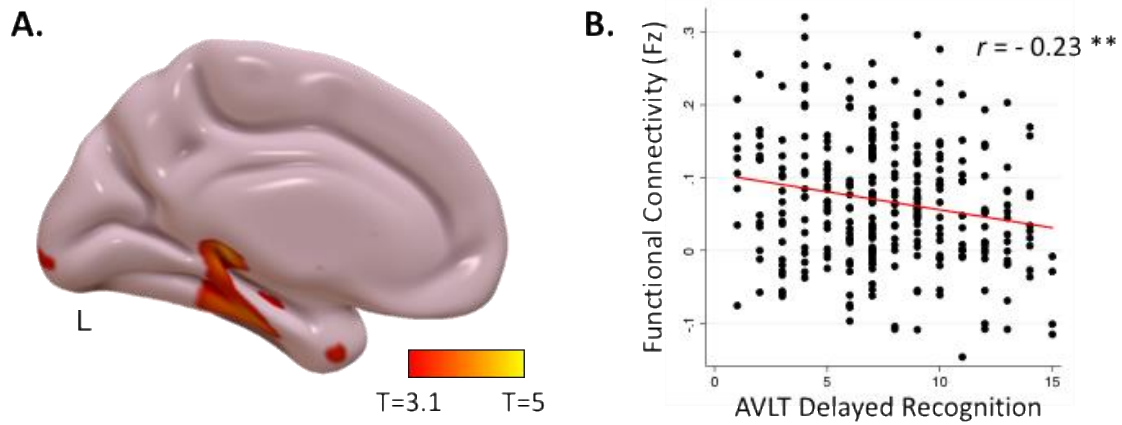 A.
L
T=3.1 T=5
B.
Functional Connectivity (Fz)
r = - 0.23 **
.3
.2
.1
0
-.1
0 5 10 15
AVLT Delayed Recognition